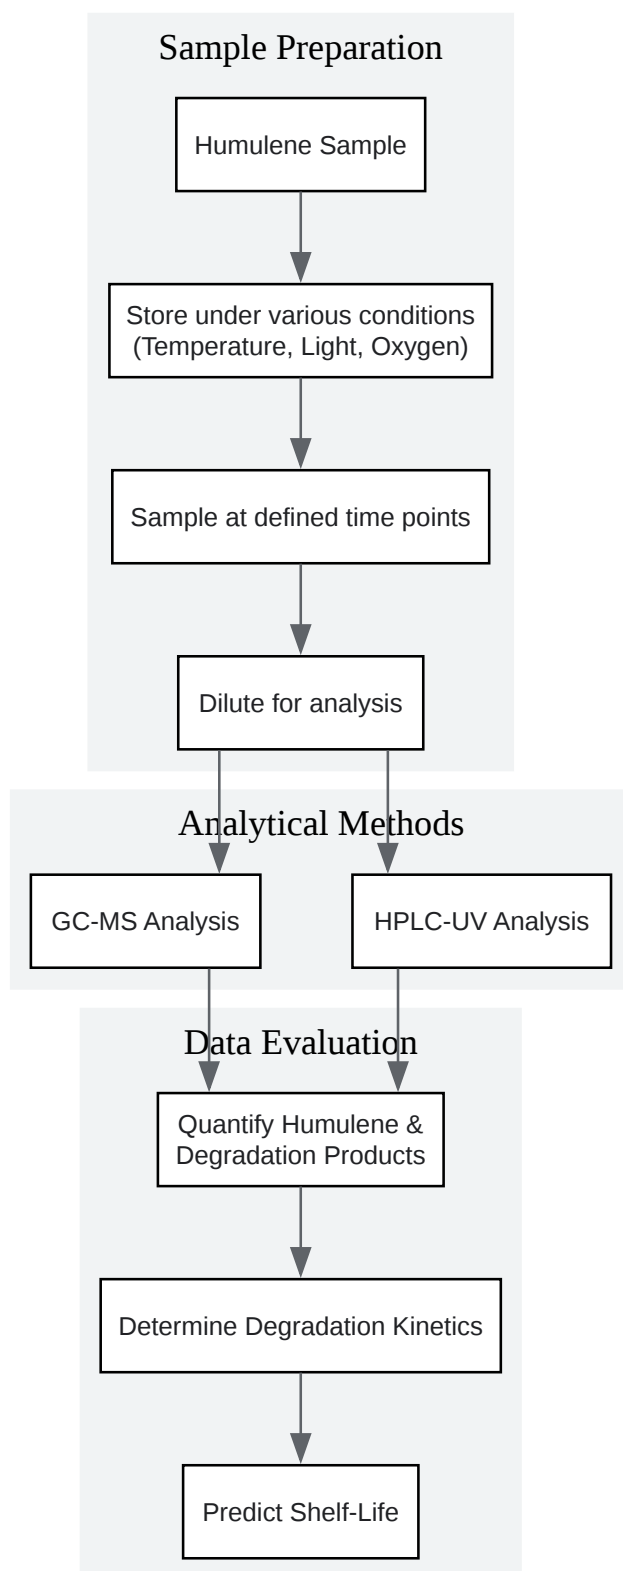 Sample Preparation
Humulene Sample
Store under various conditions
(Temperature, Light, Oxygen)
Sample at defined time points
Dilute for analysis
Analytical Methods
GC-MS Analysis
HPLC-UV Analysis
Data Evaluation
Quantify Humulene &
Degradation Products
Determine Degradation Kinetics
Predict Shelf-Life